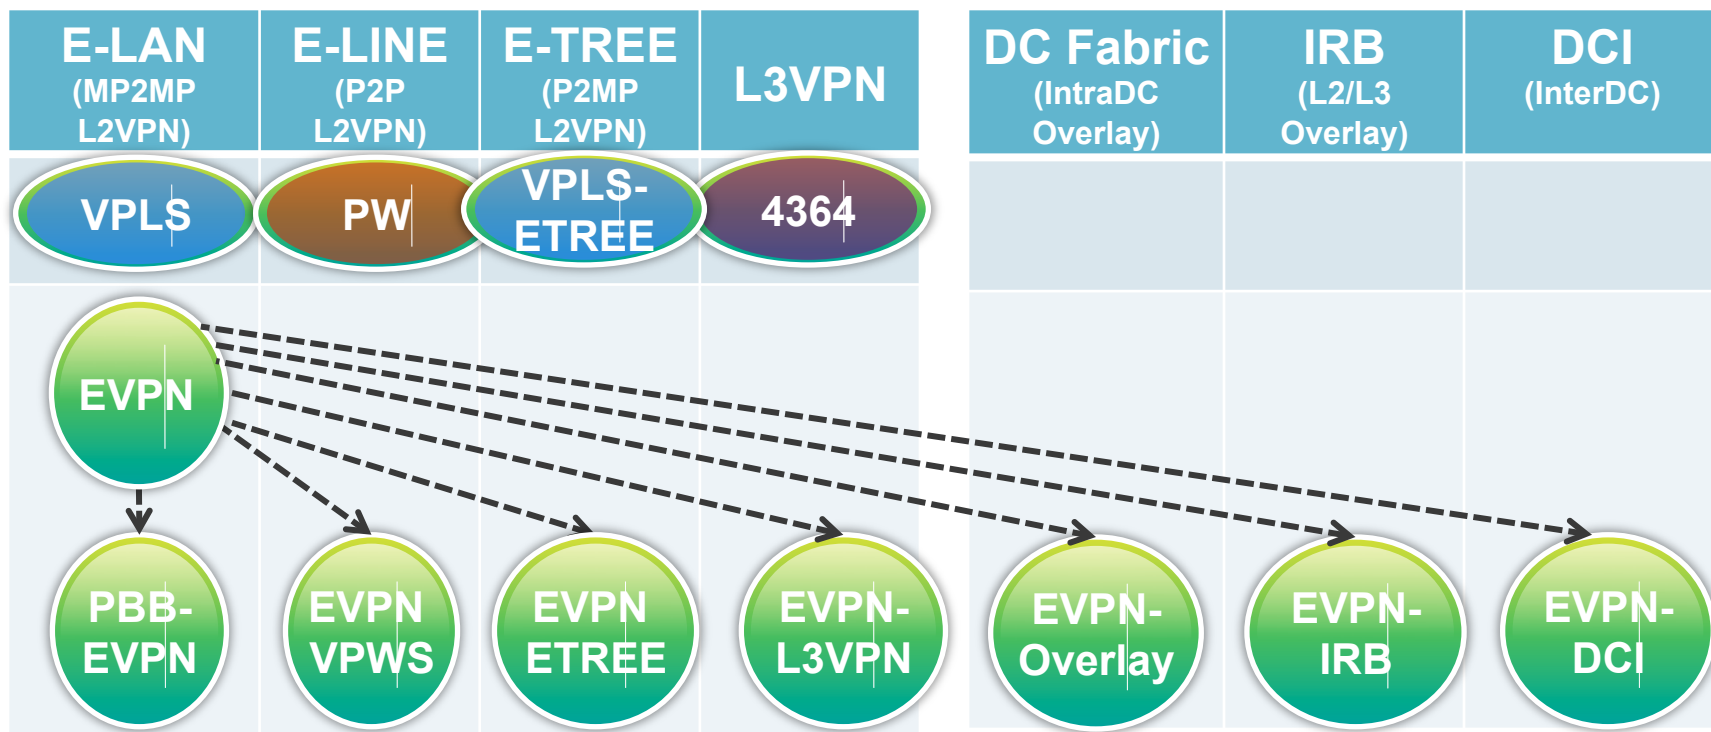 E-LAN
(MP2MP
L2VPN)
E-LINE
(P2P
L2VPN)
E-TREE
(P2MP
L2VPN)
L3VPN
DC Fabric
(IntraDC
Overlay)
IRB
(L2/L3
Overlay)
DCI
(InterDC)
VPLS
PW
VPLS-
ETREE
4364
EVPN
PBB-
EVPN
EVPN
VPWS
EVPN
ETREE
EVPN-
L3VPN
EVPN-
Overlay
EVPN-
IRB
EVPN-
DCI